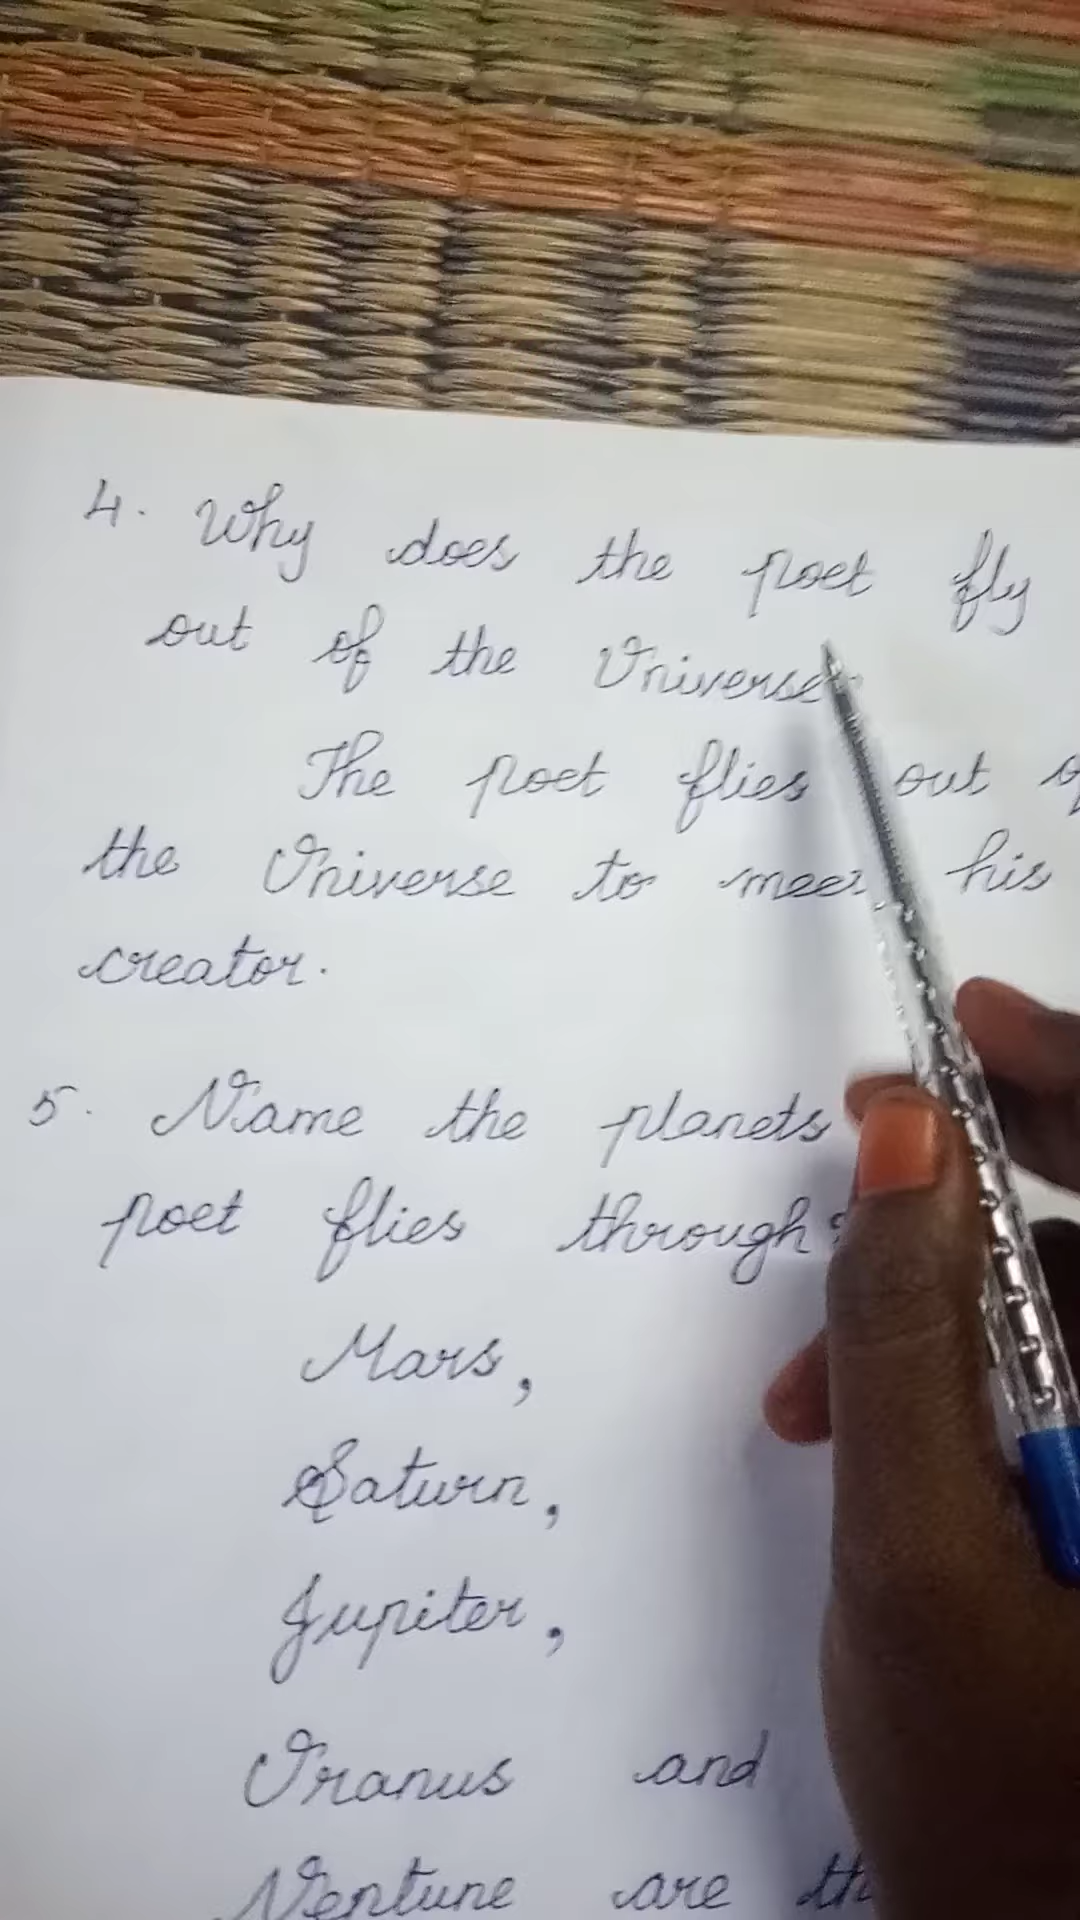 4. Why does the poet fly
out of the Universe
The poet flies out of
the Universe to meet his
creator.
5. Name the planets
poet flies through?
Mars,
Saturn,
Jupiter,
Uranus and
Neptune are